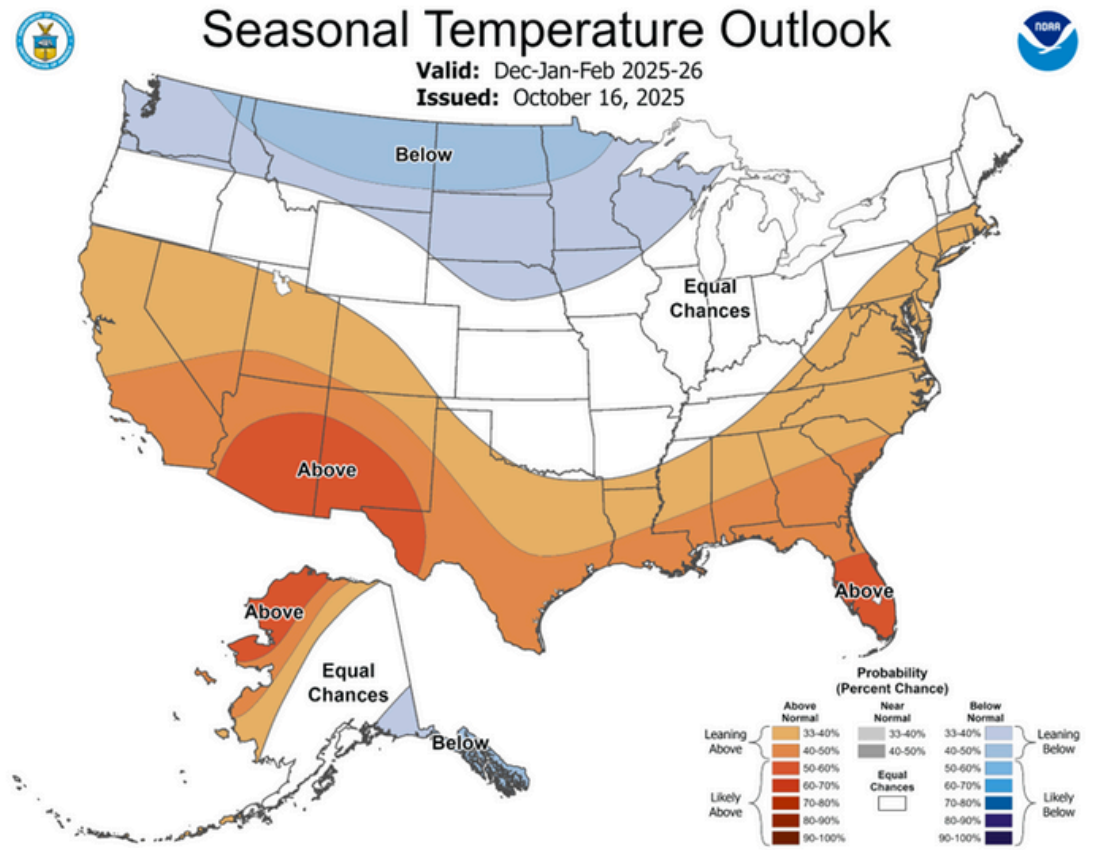 Seasonal Temperature Outlook
Valid: Dec-Jan-Feb 2025-26
Issued: October 16, 2025
NOAA
Below
Equal
Chances
Above
Above
Above
Equal
Chances
Below
Probability
(Percent Chance)
Above
Normal
Near
Normal
Below
Normal
Leaning
Above
33-40%
40-50%
33-40%
40-50%
33-40%
40-50%
Leaning
Below
Likely
Above
50-60%
60-70%
70-80%
80-90%
90-100%
Equal
Chances
50-60%
60-70%
70-80%
80-90%
90-100%
Likely
Below